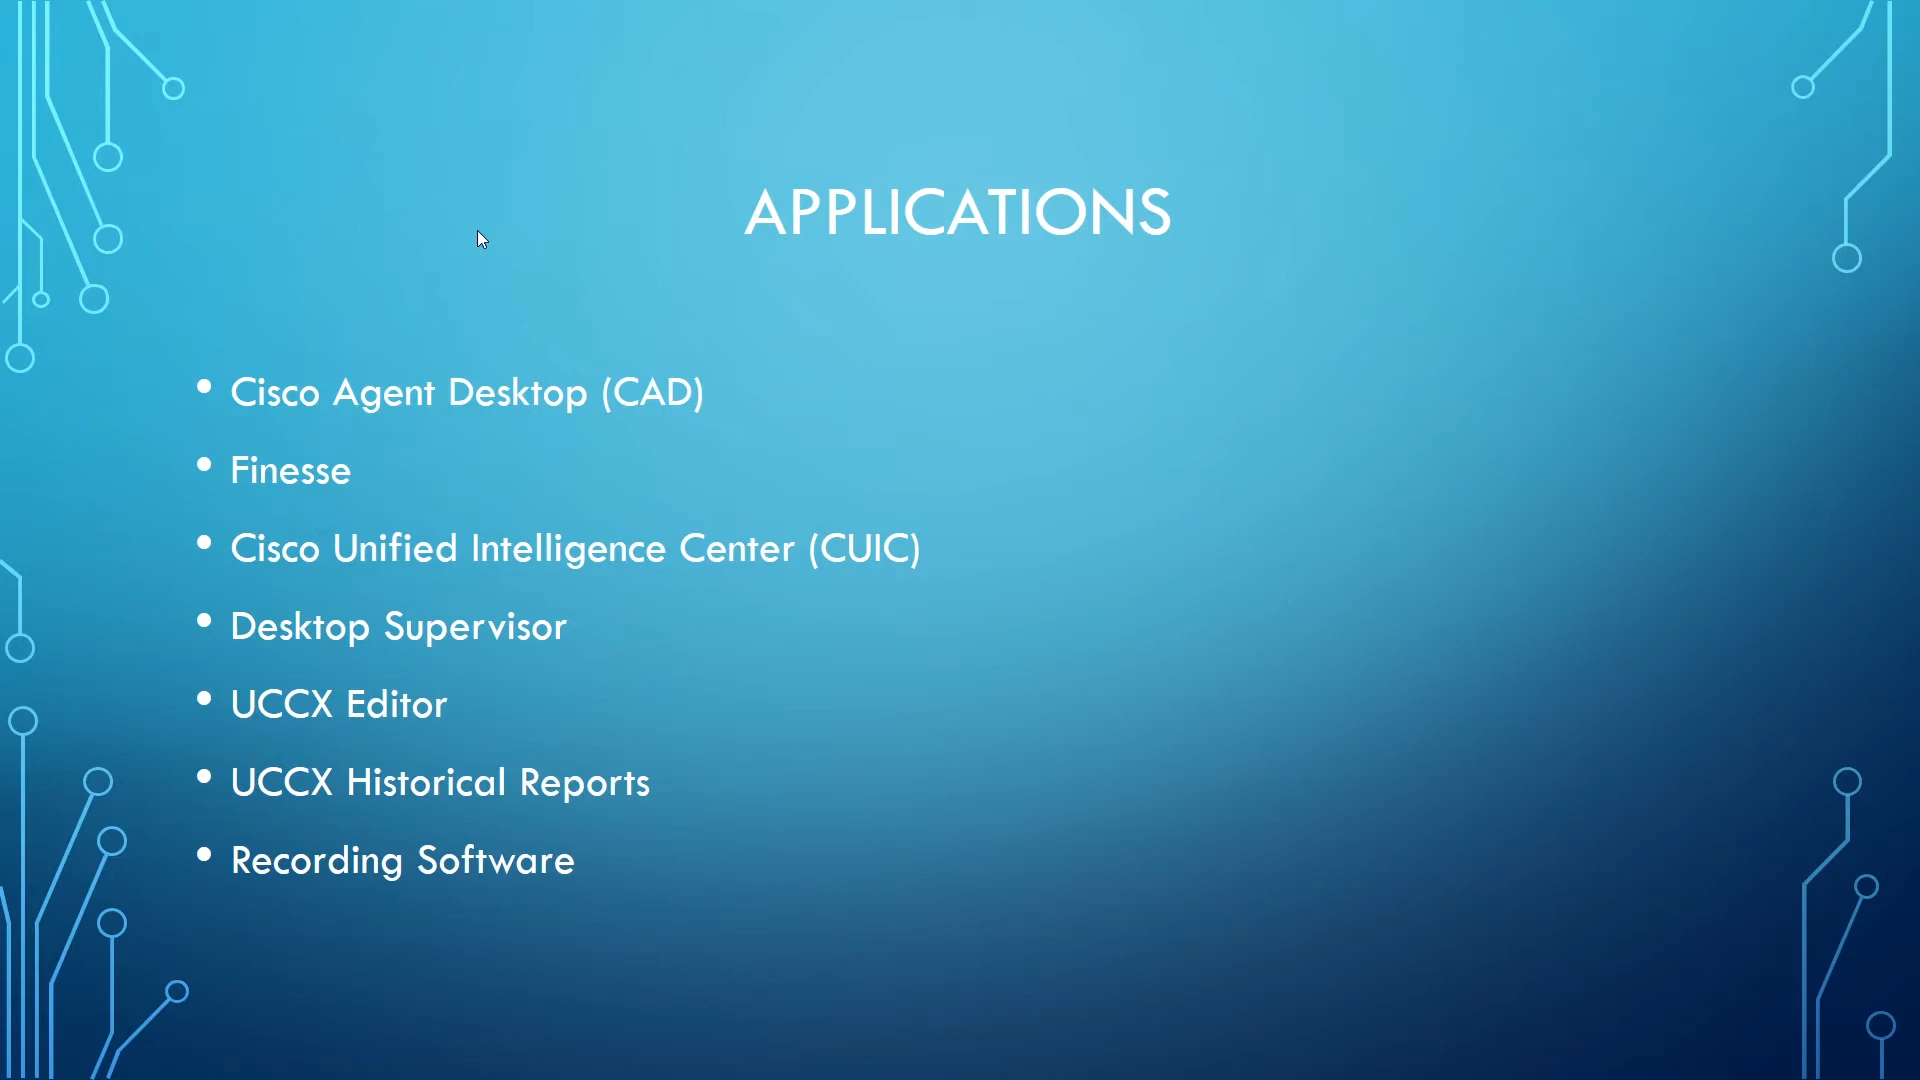 APPLICATIONS
• Cisco Agent Desktop (CAD)
• Finesse
• Cisco Unified Intelligence Center (CUIC)
• Desktop Supervisor
• UCCX Editor
• UCCX Historical Reports
• Recording Software